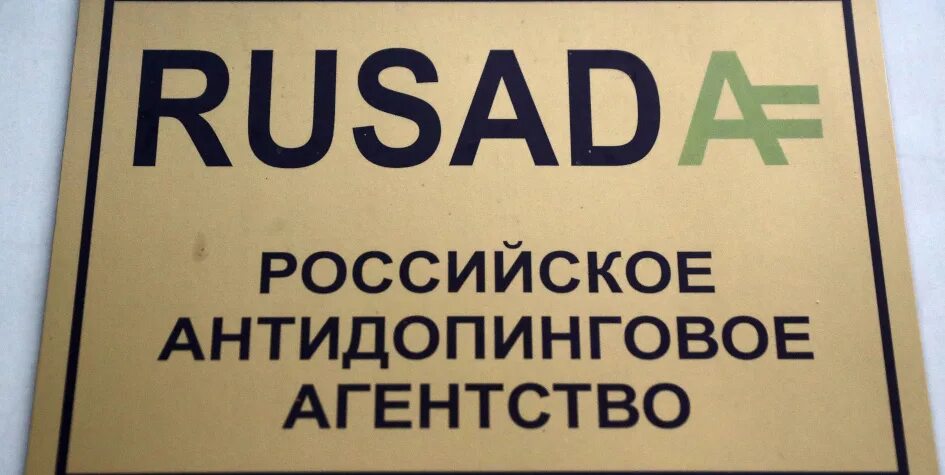 RUSADA
РОССИЙСКОЕ
АНТИДОПИНГОВОЕ
АГЕНТСТВО